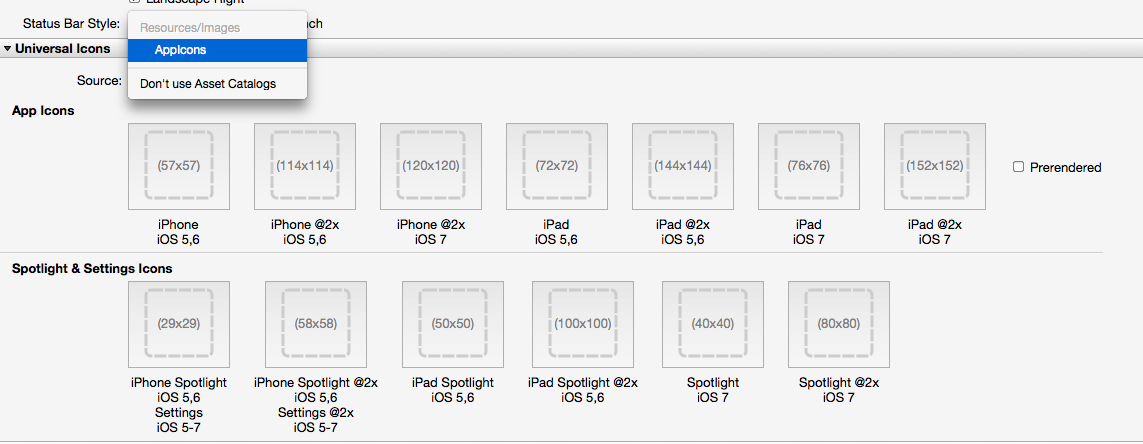 Landscape Right
Status Bar Style:
Resources/Images
AppIcons
Universal Icons
Source:
Don't use Asset Catalogs
App Icons
(57x57)
(114x114)
(120x120)
(72x72)
(144x144)
(76x76)
(152x152)
Prerendered
iPhone
iOS 5,6
iPhone @2x
iOS 5,6
iPhone @2x
iOS 7
iPad
iOS 5,6
iPad @2x
iOS 5,6
iPad
iOS 7
iPad @2x
iOS 7
Spotlight & Settings Icons
(29x29)
(58x58)
(50x50)
(100x100)
(40x40)
(80x80)
iPhone Spotlight
iOS 5,6
Settings
iOS 5-7
iPhone Spotlight @2x
iOS 5,6
Settings @2x
iOS 5-7
iPad Spotlight
iOS 5,6
iPad Spotlight @2x
iOS 5,6
Spotlight
iOS 7
Spotlight @2x
iOS 7